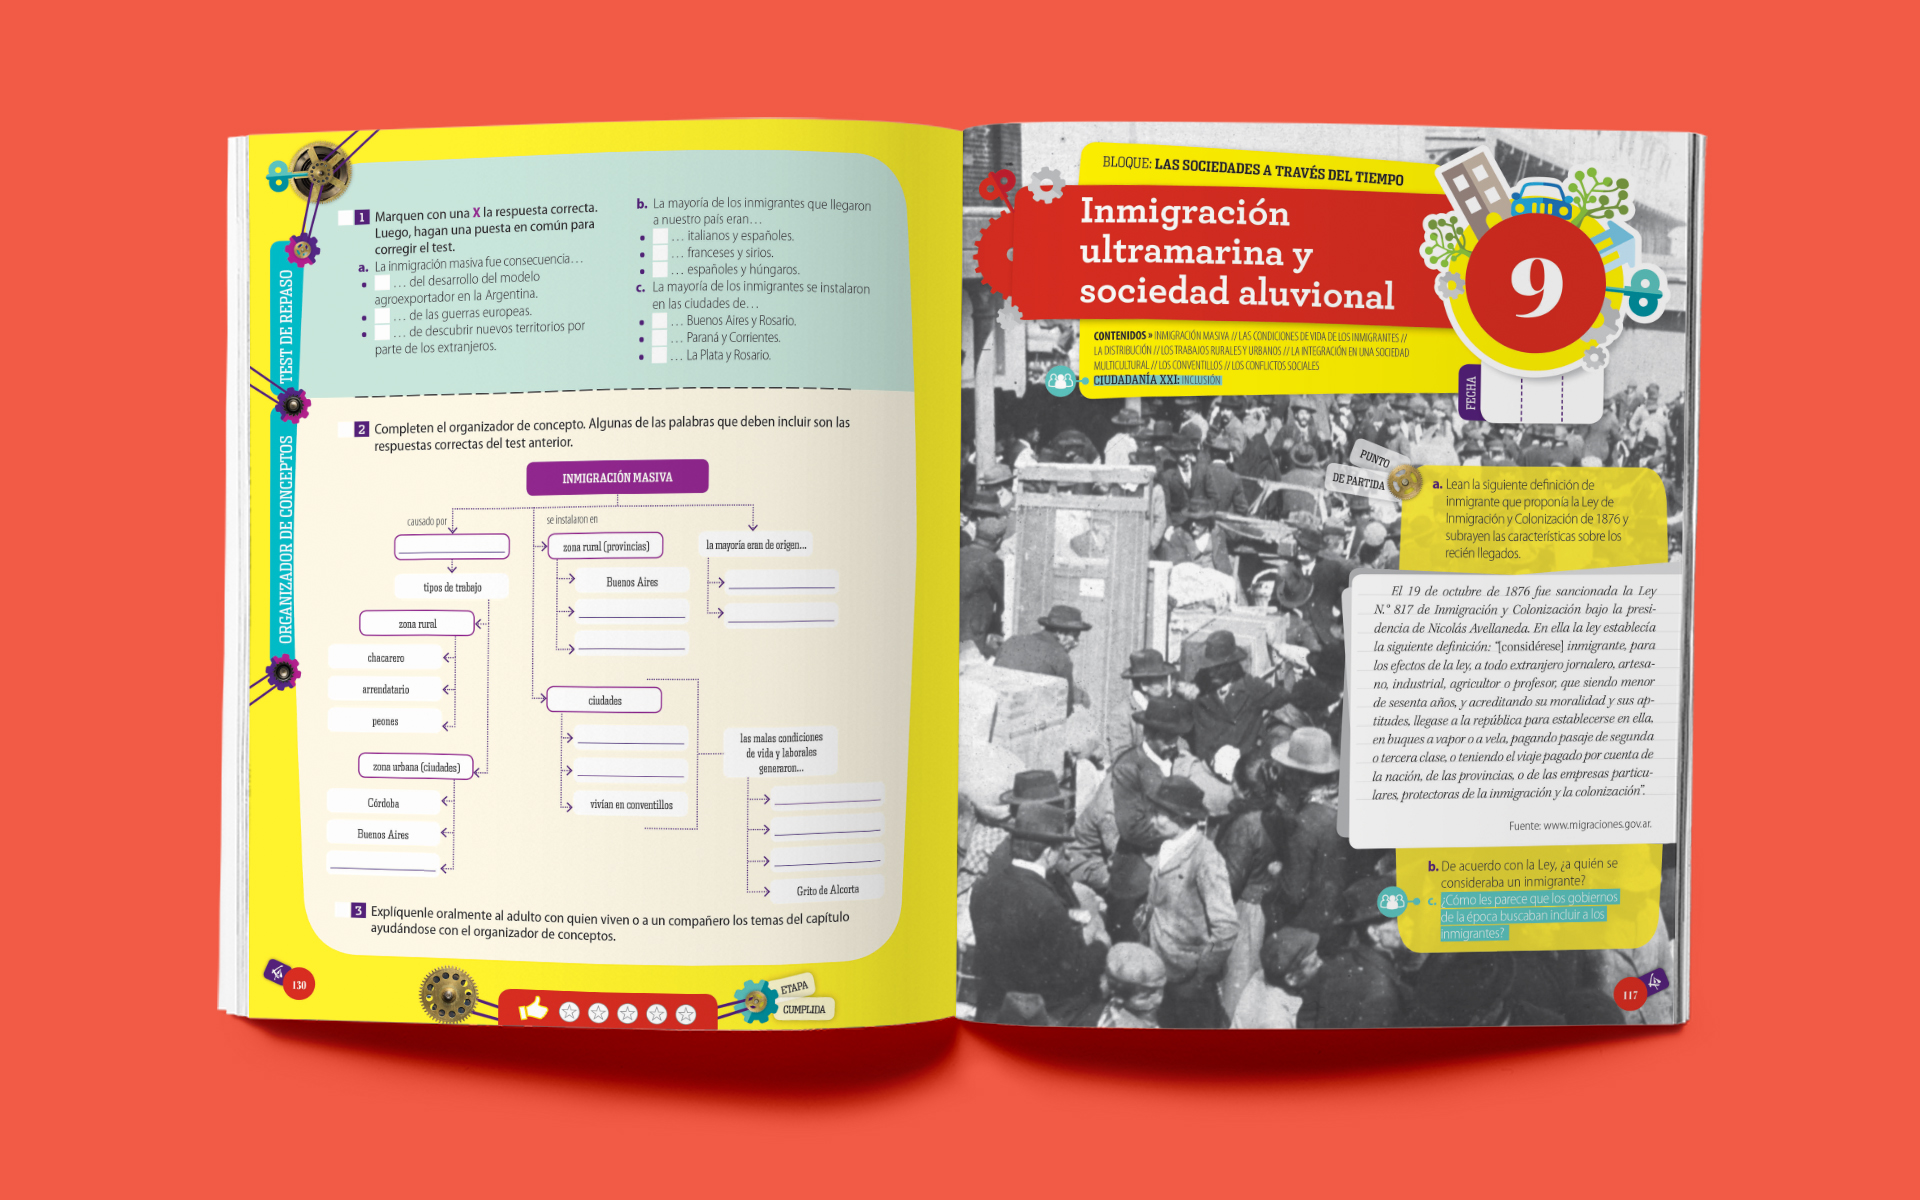 TEST DE REPASO
1 Marquen con una X la respuesta correcta.
Luego, hagan una puesta en común para
corregir el test.
a. La inmigración masiva fue consecuencia…
• … del desarrollo del modelo
agroexportador en la Argentina.
• … de las guerras europeas.
• … de descubrir nuevos territorios por
parte de los extranjeros.
b. La mayoría de los inmigrantes que llegaron
a nuestro país eran…
• … italianos y españoles.
• … franceses y sirios.
• … españoles y húngaros.
c. La mayoría de los inmigrantes se instalaron
en las ciudades de…
• … Buenos Aires y Rosario.
• … Paraná y Corrientes.
• … La Plata y Rosario.
ORGANIZADOR DE CONCEPTOS
2 Completen el organizador de concepto. Algunas de las palabras que deben incluir son las
respuestas correctas del test anterior.
INMIGRACIÓN MASIVA
causado por
tipos de trabajo
zona rural
chacarero
arrendatario
peones
zona urbana (ciudades)
Córdoba
Buenos Aires
se instalaron en
zona rural (provincias)
Buenos Aires
ciudades
vivían en conventillos
la mayoría eran de origen...
las malas condiciones
de vida y laborales
generaron...
Grito de Alcorta
3 Explíquenle oralmente al adulto con quien viven o a un compañero los temas del capítulo
ayudándose con el organizador de conceptos.
130
ETAPA
CUMPLIDA
BLOQUE: LAS SOCIEDADES A TRAVÉS DEL TIEMPO
Inmigración
ultramarina y
sociedad aluvional
9
CONTENIDOS » INMIGRACIÓN MASIVA // LAS CONDICIONES DE VIDA DE LOS INMIGRANTES //
LA DISTRIBUCIÓN // LOS TRABAJOS RURALES Y URBANOS // LA INTEGRACIÓN EN UNA SOCIEDAD
MULTICULTURAL // LOS CONVENTILLOS // LOS CONFLICTOS SOCIALES
CIUDADANÍA XXI: INCLUSIÓN
FECHA
PUNTO
DE PARTIDA
a. Lean la siguiente definición de
inmigrante que proponía la Ley de
Inmigración y Colonización de 1876 y
subrayen las características sobre los
recién llegados.
El 19 de octubre de 1876 fue sancionada la Ley
N.° 817 de Inmigración y Colonización bajo la presi-
dencia de Nicolás Avellaneda. En ella la ley establecía
la siguiente definición: "[considérese] inmigrante, para
los efectos de la ley, a todo extranjero jornalero, artesa-
no, industrial, agricultor o profesor, que siendo menor
de sesenta años, y acreditando su moralidad y sus ap-
titudes, llegase a la república para establecerse en ella,
en buques a vapor o a vela, pagando pasaje de segunda
o tercera clase, o teniendo el viaje pagado por cuenta de
la nación, de las provincias, o de las empresas particu-
lares, protectoras de la inmigración y la colonización".
Fuente: www.migraciones.gov.ar.
b. De acuerdo con la Ley, ¿a quién se
consideraba un inmigrante?
c. ¿Cómo les parece que los gobiernos
de la época buscaban incluir a los
inmigrantes?
117